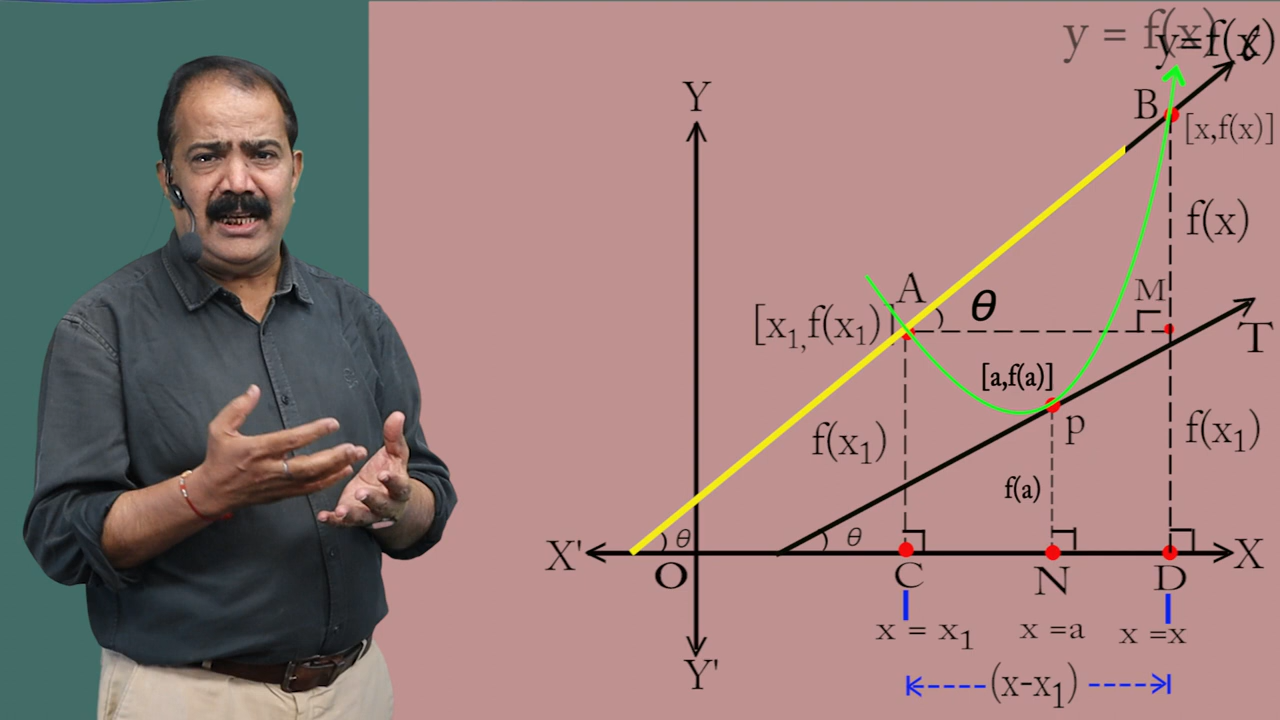 y = f(x)
y=f(x)
Y
B
[x,f(x)]
f(x)
A
θ
M
[x₁,f(x₁)]
T
[a,f(a)]
f(x₁)
p
f(x₁)
f(a)
θ
θ
X'
X
O
C
N
D
x = x₁
x =a
x =x
Y'
(x-x₁)